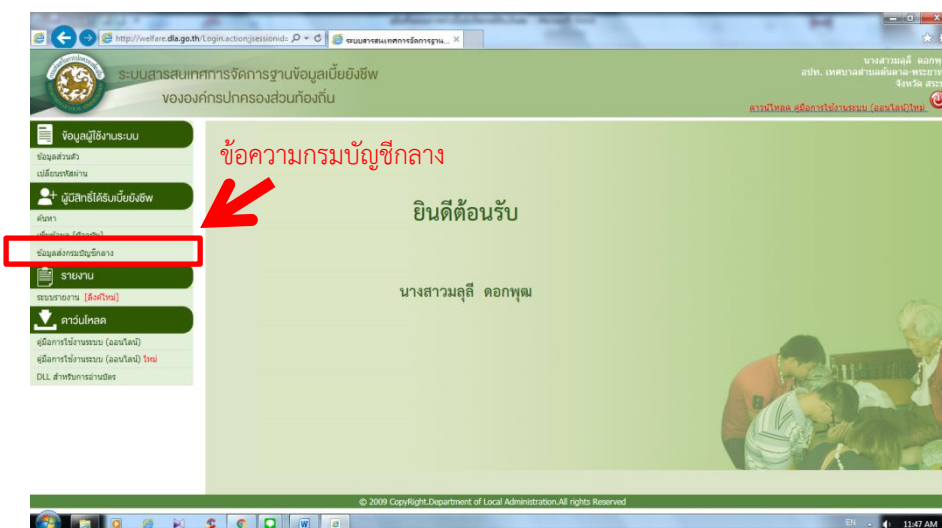 http://welfare.dla.go.th/Login.action;jsessionid=
ระบบสารสนเทศการจัดการฐาน...
ระบบสารสนเทศการจัดการฐานข้อมูลเบี้ยยังชีพ
ขององค์กรปกครองส่วนท้องถิ่น
นางสาวมลุลี ดอกพุ
จังหวัด สระ
ดาวน์โหลด คู่มือการใช้งานระบบ (ออนไลน์)ใหม่
ข้อมูลผู้ใช้งานระบบ
ข้อมูลส่วนตัว
เปลี่ยนรหัสผ่าน
ข้อความกรมบัญชีกลาง
ผู้มีสิทธิ์ได้รับเบี้ยยังชีพ
ค้นหา
ข้อมูลส่งกรมบัญชีกลาง
รายงาน
ระบบรายงาน [ลิงค์ใหม่]
ดาวน์โหลด
คู่มือการใช้งานระบบ (ออนไลน์)
คู่มือการใช้งานระบบ (ออนไลน์) ใหม่
DLL สำหรับการอ่านบัตร
ยินดีต้อนรับ
นางสาวมลุลี ดอกพุฒ
© 2009 CopyRight.Department of Local Administration.All rights Reserved
EN
11:47 AM